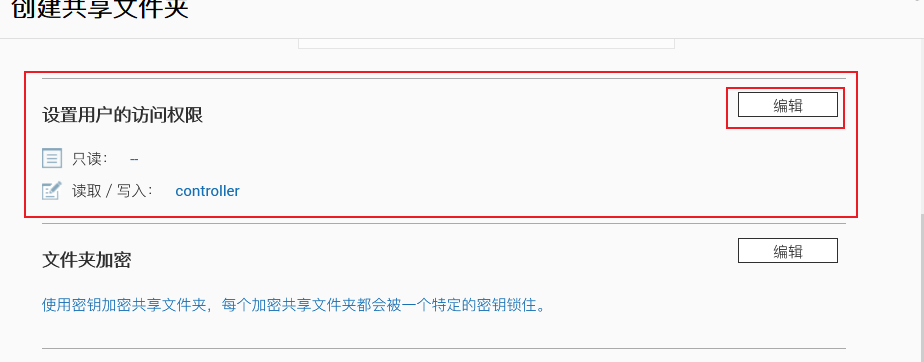 创建共享文件夹
设置用户的访问权限
编辑
只读： --
读取 / 写入： controller
文件夹加密
编辑
使用密钥加密共享文件夹，每个加密共享文件夹都会被一个特定的密钥锁住。